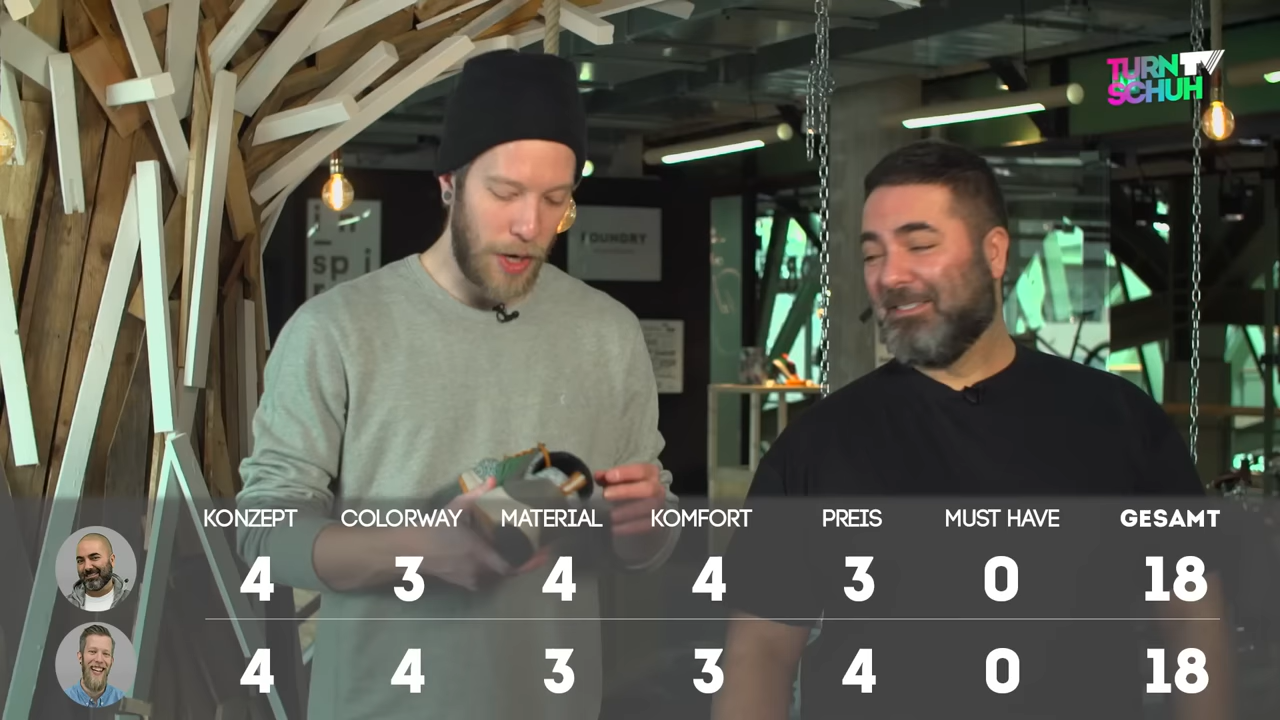 TURN TV
SCHUH
sp
FOUNDRY
KONZEPT COLORWAY MATERIAL KOMFORT PREIS MUST HAVE GESAMT
4 3 4 4 3 0 18
4 4 3 3 4 0 18